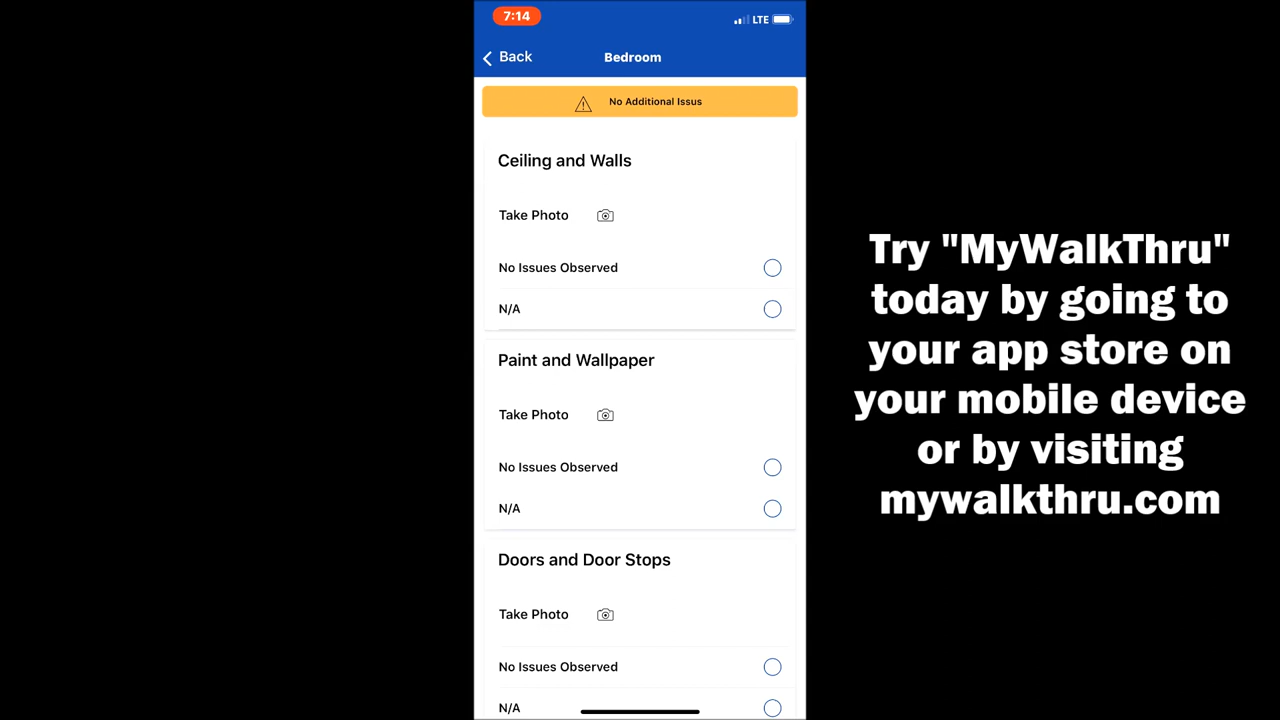 7:14
LTE
Back
Bedroom
No Additional Issus
Ceiling and Walls
Take Photo
No Issues Observed
N/A
Paint and Wallpaper
Take Photo
No Issues Observed
N/A
Doors and Door Stops
Take Photo
No Issues Observed
N/A
Try "MyWalkThru"
today by going to
your app store on
your mobile device
or by visiting
mywalkthru.com